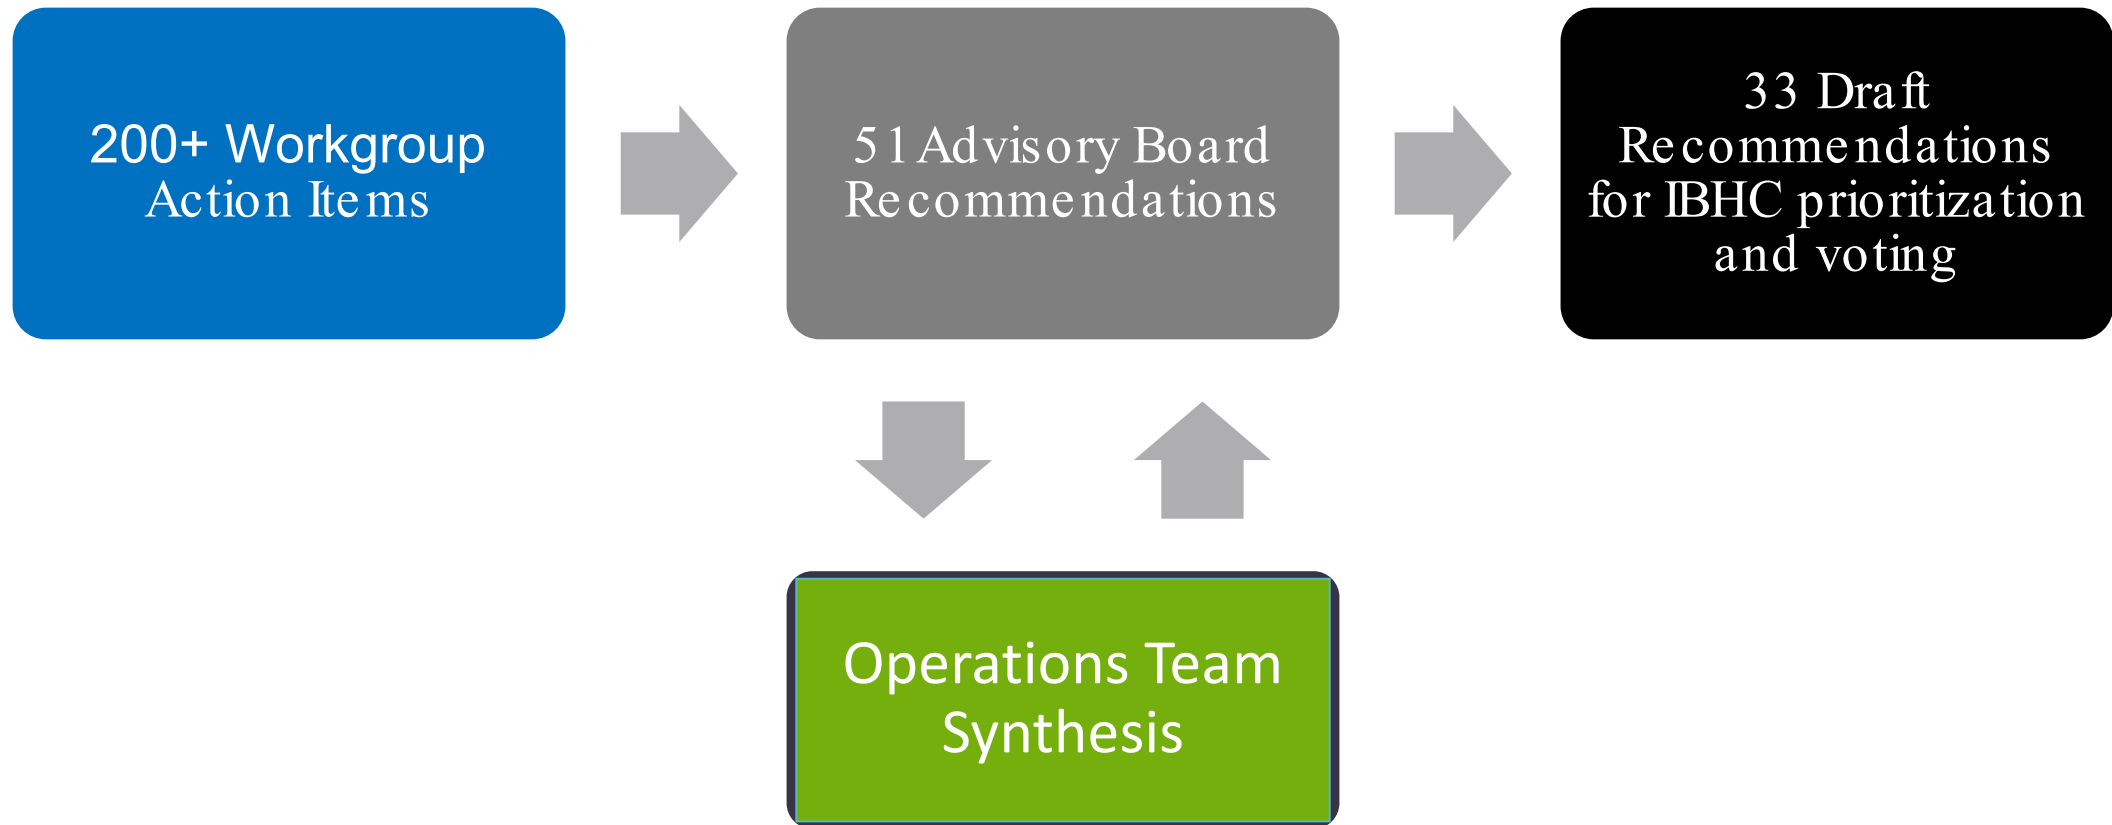 200+ Workgroup
Action Items
51 Advisory Board
Recommendations
33 Draft
Recommendations
for IBHC prioritization
and voting
Operations Team
Synthesis